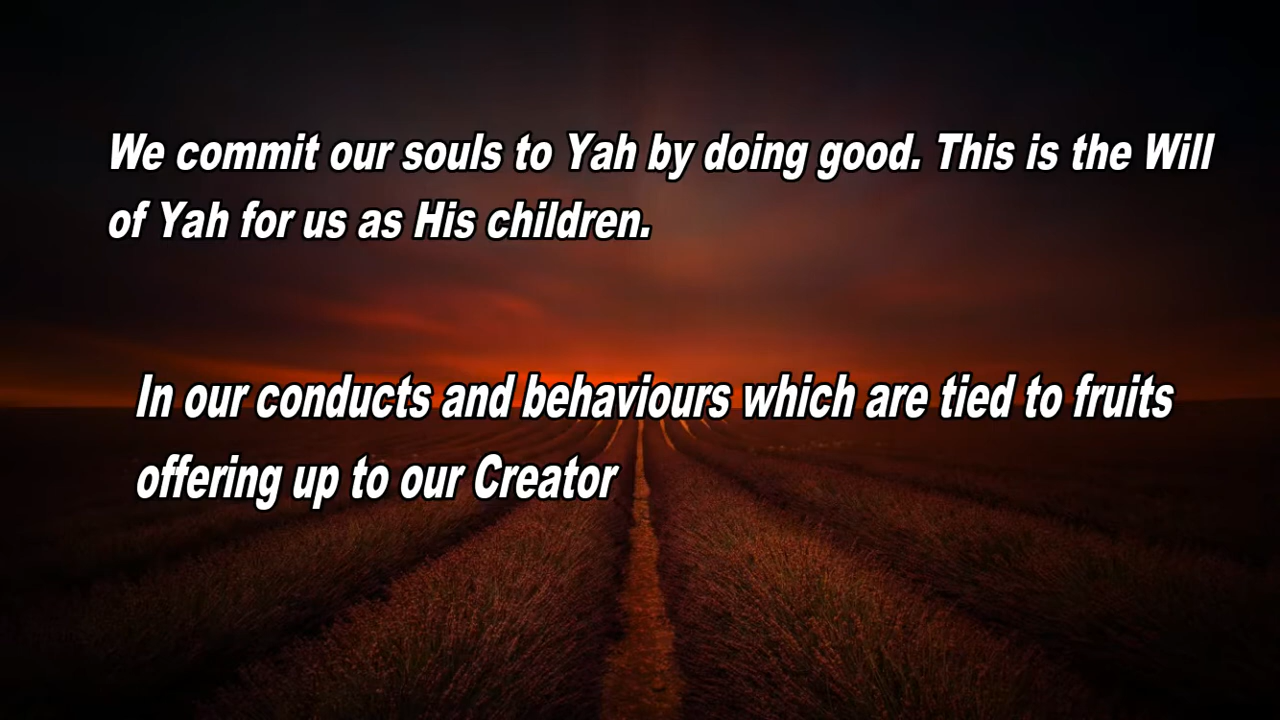 We commit our souls to Yah by doing good. This is the Will
of Yah for us as His children.
In our conducts and behaviours which are tied to fruits
offering up to our Creator